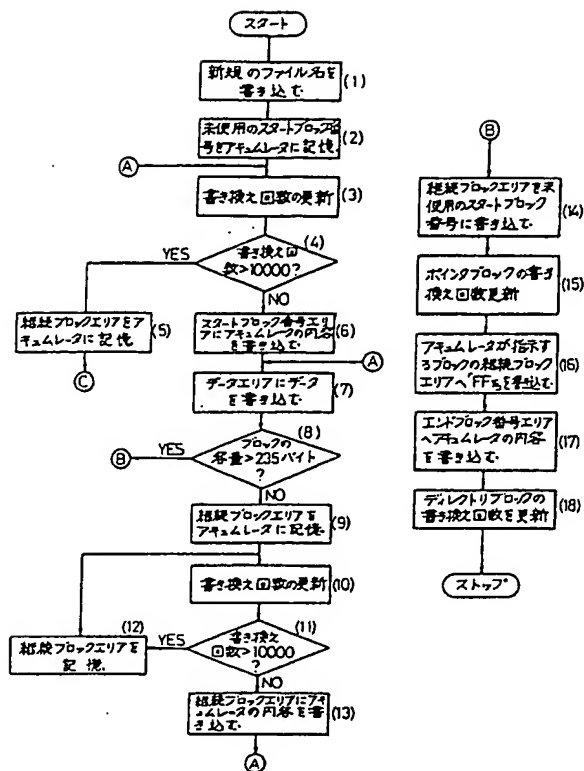 スタート
新規のファイル名を
書き込む.
(1)
未使用のスタートブロック番
号をアキュムレータに記憶
(2)
A
書き換え回数の更新
(3)
(4)
書き換え回
数>10000?
YES
NO
継続ブロックエリアをア
キュムレータに記憶
(5)
C
スタートブロック番号エリ
アにアキュムレータの内容
を書き込む.
(6)
A
データエリアにデータ
を書き込む.
(7)
(8)
ブロックの
容量>235バイト
?
YES
B
NO
継続ブロックエリアを
アキュムレータに記憶.
(9)
書き換え回数の更新
(10)
(11)
書き換え
回数>10000
?
YES
(12)
継続ブロックエリアを
記憶.
NO
継続ブロックエリアにアキ
ュムレータの内容を書
き込む.
(13)
A
B
継続ブロックエリアを未
使用のスタートブロック
番号に書き込む
(14)
ポインタブロックの書き
換え回数更新
(15)
アキュムレータが指示す
るブロックの継続ブロック
エリアへ"FF"を書き込む
(16)
エンドブロック番号エリア
へアキュムレータの内容
を書き込む.
(17)
ディレクトリブロックの
書き換え回数を更新
(18)
ストップ